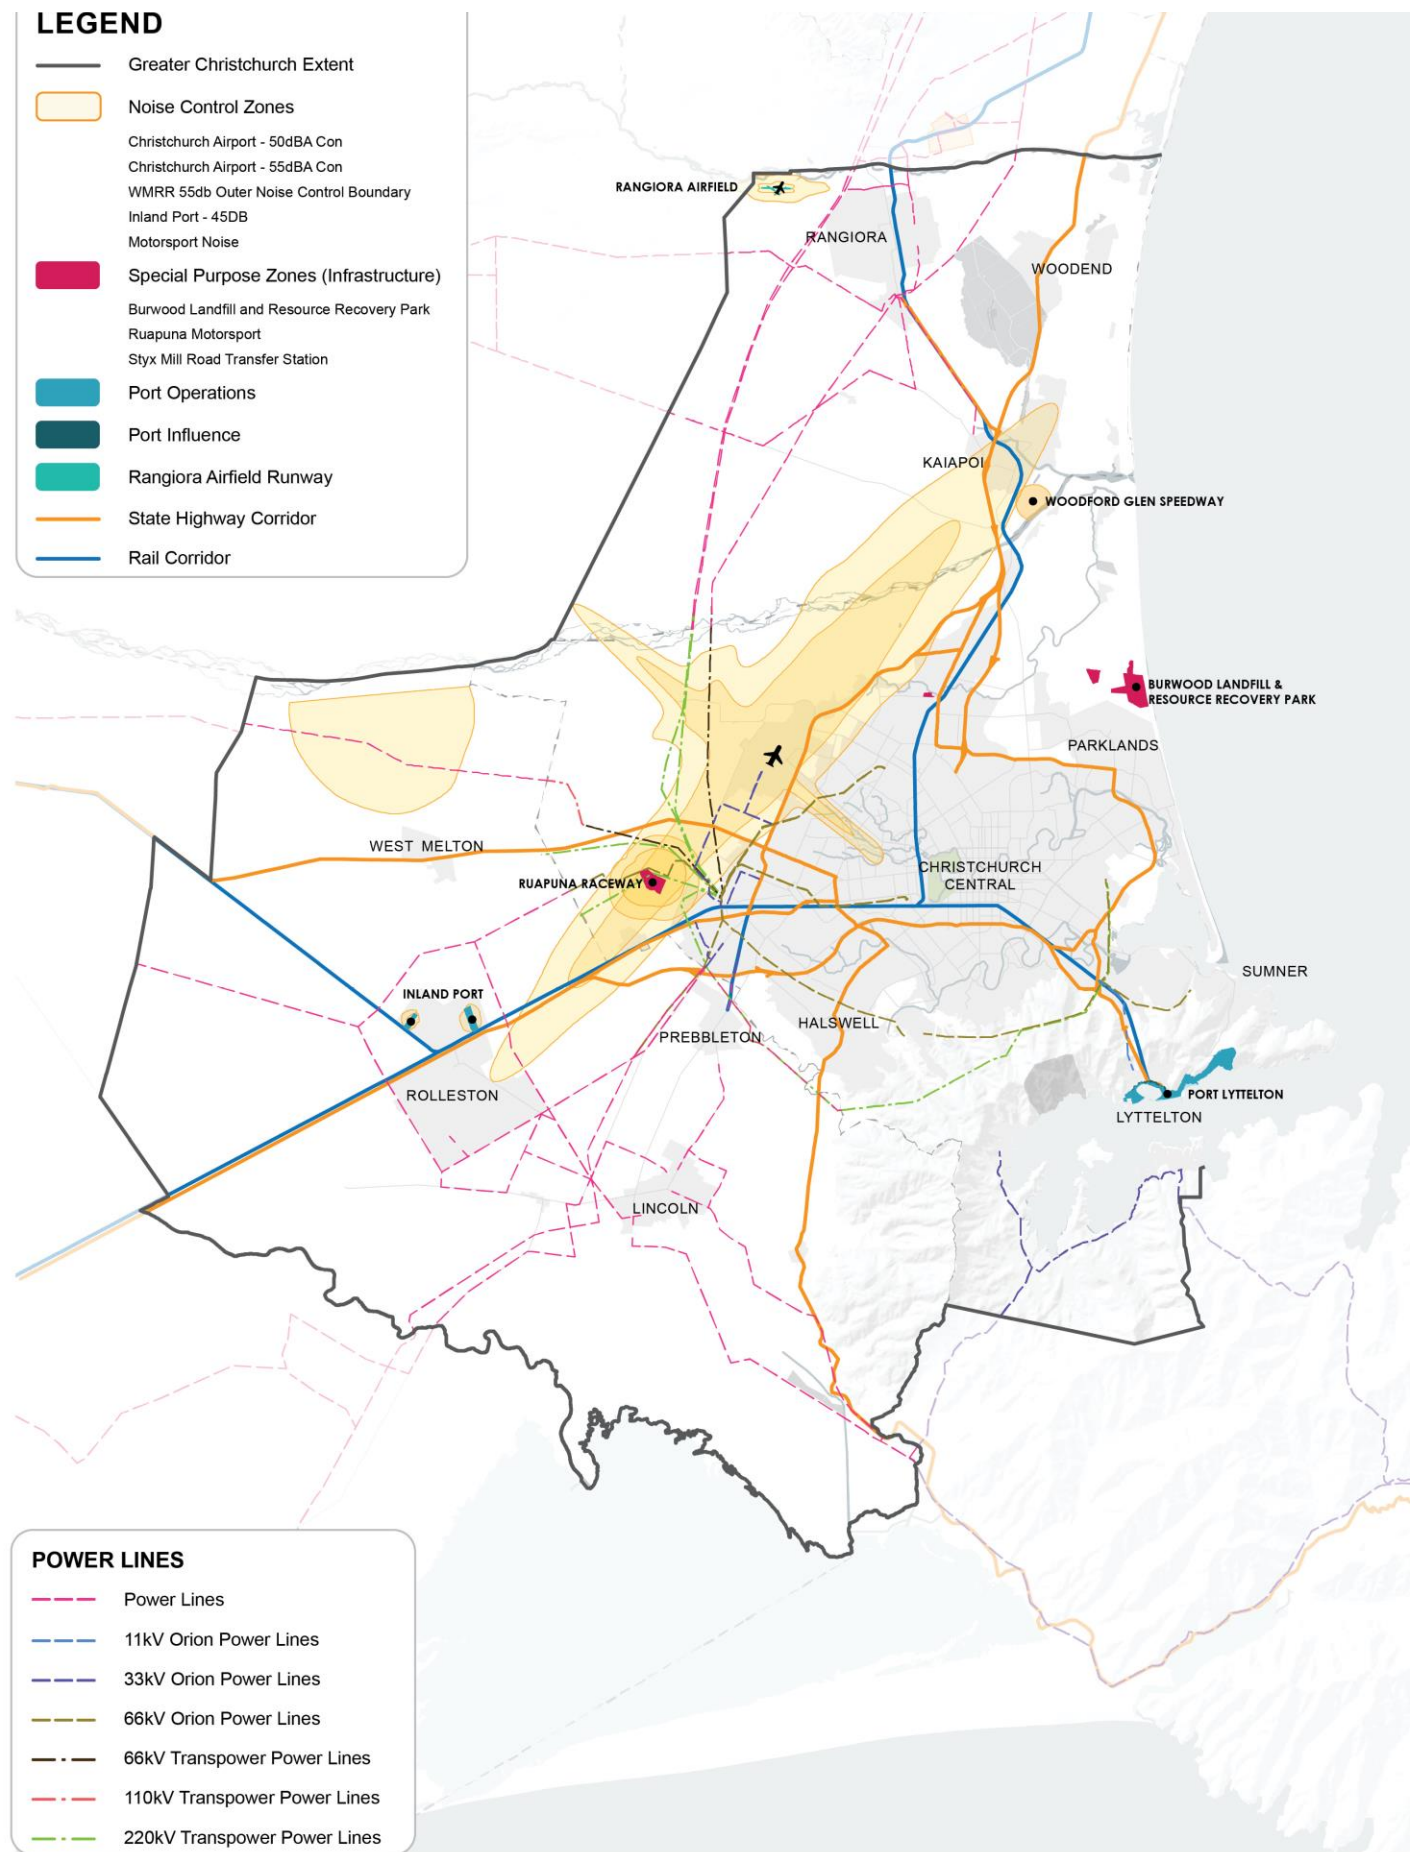 LEGEND
Greater Christchurch Extent
Noise Control Zones
Christchurch Airport - 50dBA Con
Christchurch Airport - 55dBA Con
WMRR 55db Outer Noise Control Boundary
Inland Port - 45DB
Motorsport Noise
Special Purpose Zones (Infrastructure)
Burwood Landfill and Resource Recovery Park
Ruapuna Motorsport
Styx Mill Road Transfer Station
Port Operations
Port Influence
Rangiora Airfield Runway
State Highway Corridor
Rail Corridor
RANGIORA AIRFIELD
RANGIORA
WOODEND
KAIAPOI
WOODFORD GLEN SPEEDWAY
BURWOOD LANDFILL &
RESOURCE RECOVERY PARK
PARKLANDS
WEST MELTON
RUAPUNA RACEWAY
CHRISTCHURCH
CENTRAL
SUMNER
INLAND PORT
HALSWELL
PREBBLETON
ROLLESTON
PORT LYTTELTON
LYTTELTON
LINCOLN
POWER LINES
Power Lines
11kV Orion Power Lines
33kV Orion Power Lines
66kV Orion Power Lines
66kV Transpower Power Lines
110kV Transpower Power Lines
220kV Transpower Power Lines